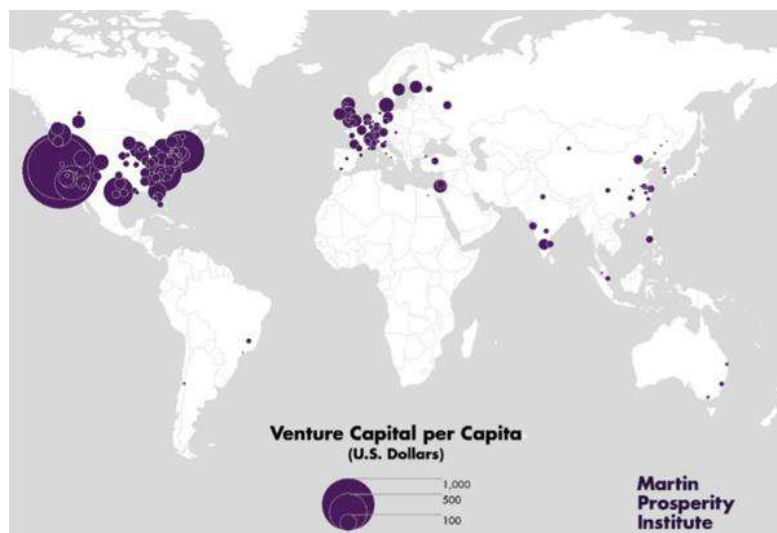 Venture Capital per Capita
(U.S. Dollars)
1,000
500
100
Martin
Prosperity
Institute